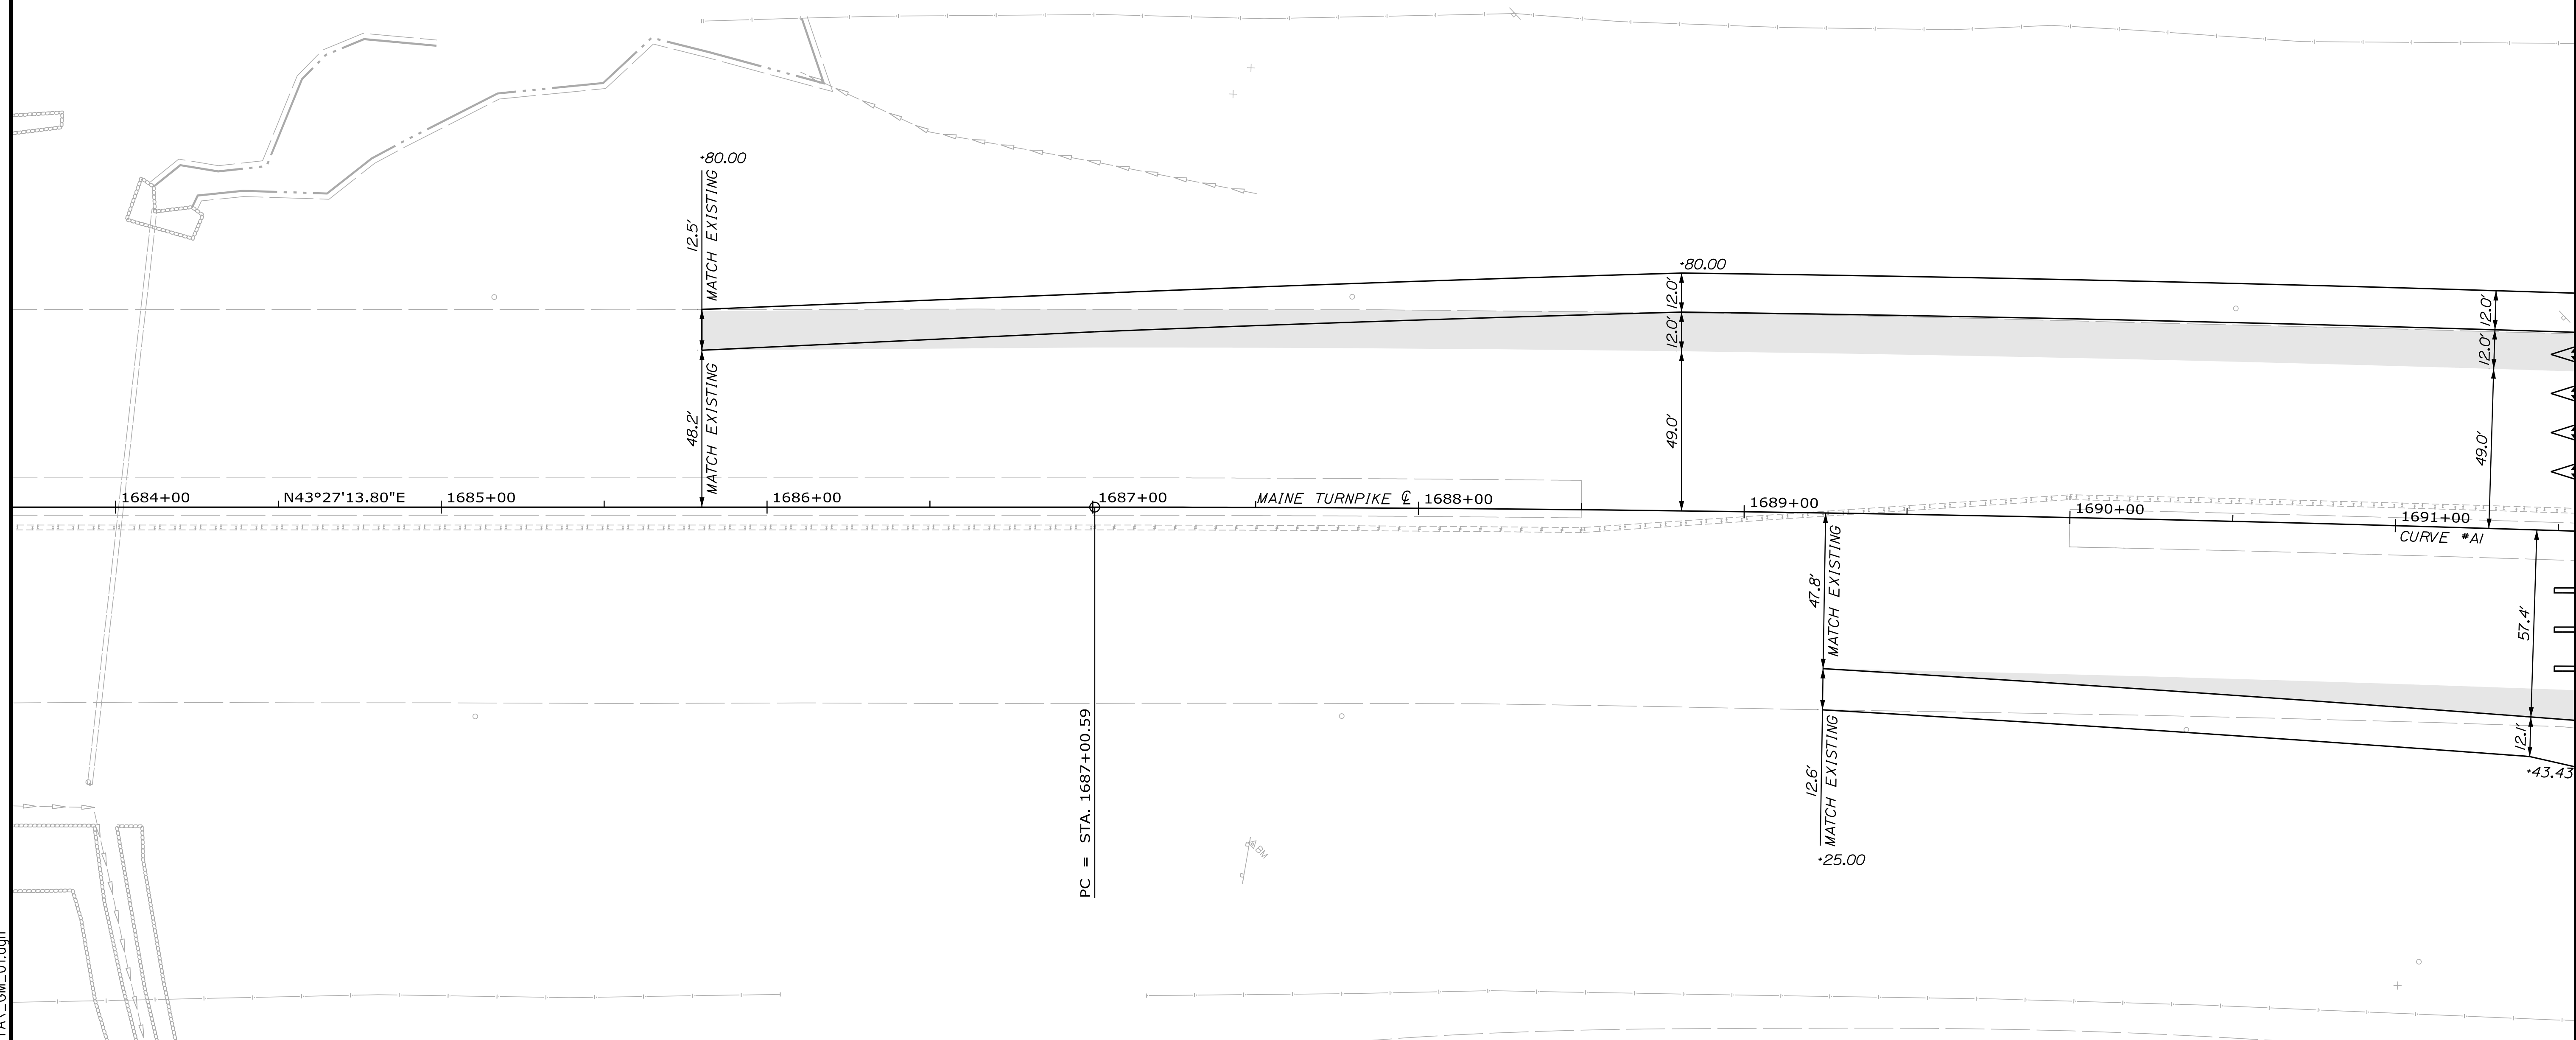 +80.00
12.5'
MATCH EXISTING
48.2'
MATCH EXISTING
+80.00
12.0'
12.0'
49.0'
12.0'
12.0'
49.0'
1684+00
N43°27'13.80"E
1685+00
1686+00
1687+00
MAINE TURNPIKE ℄
1688+00
1689+00
1690+00
1691+00
CURVE #A1
47.8'
MATCH EXISTING
12.6'
MATCH EXISTING
+25.00
57.4'
12.1'
+43.43
PC = STA. 1687+00.59
BM